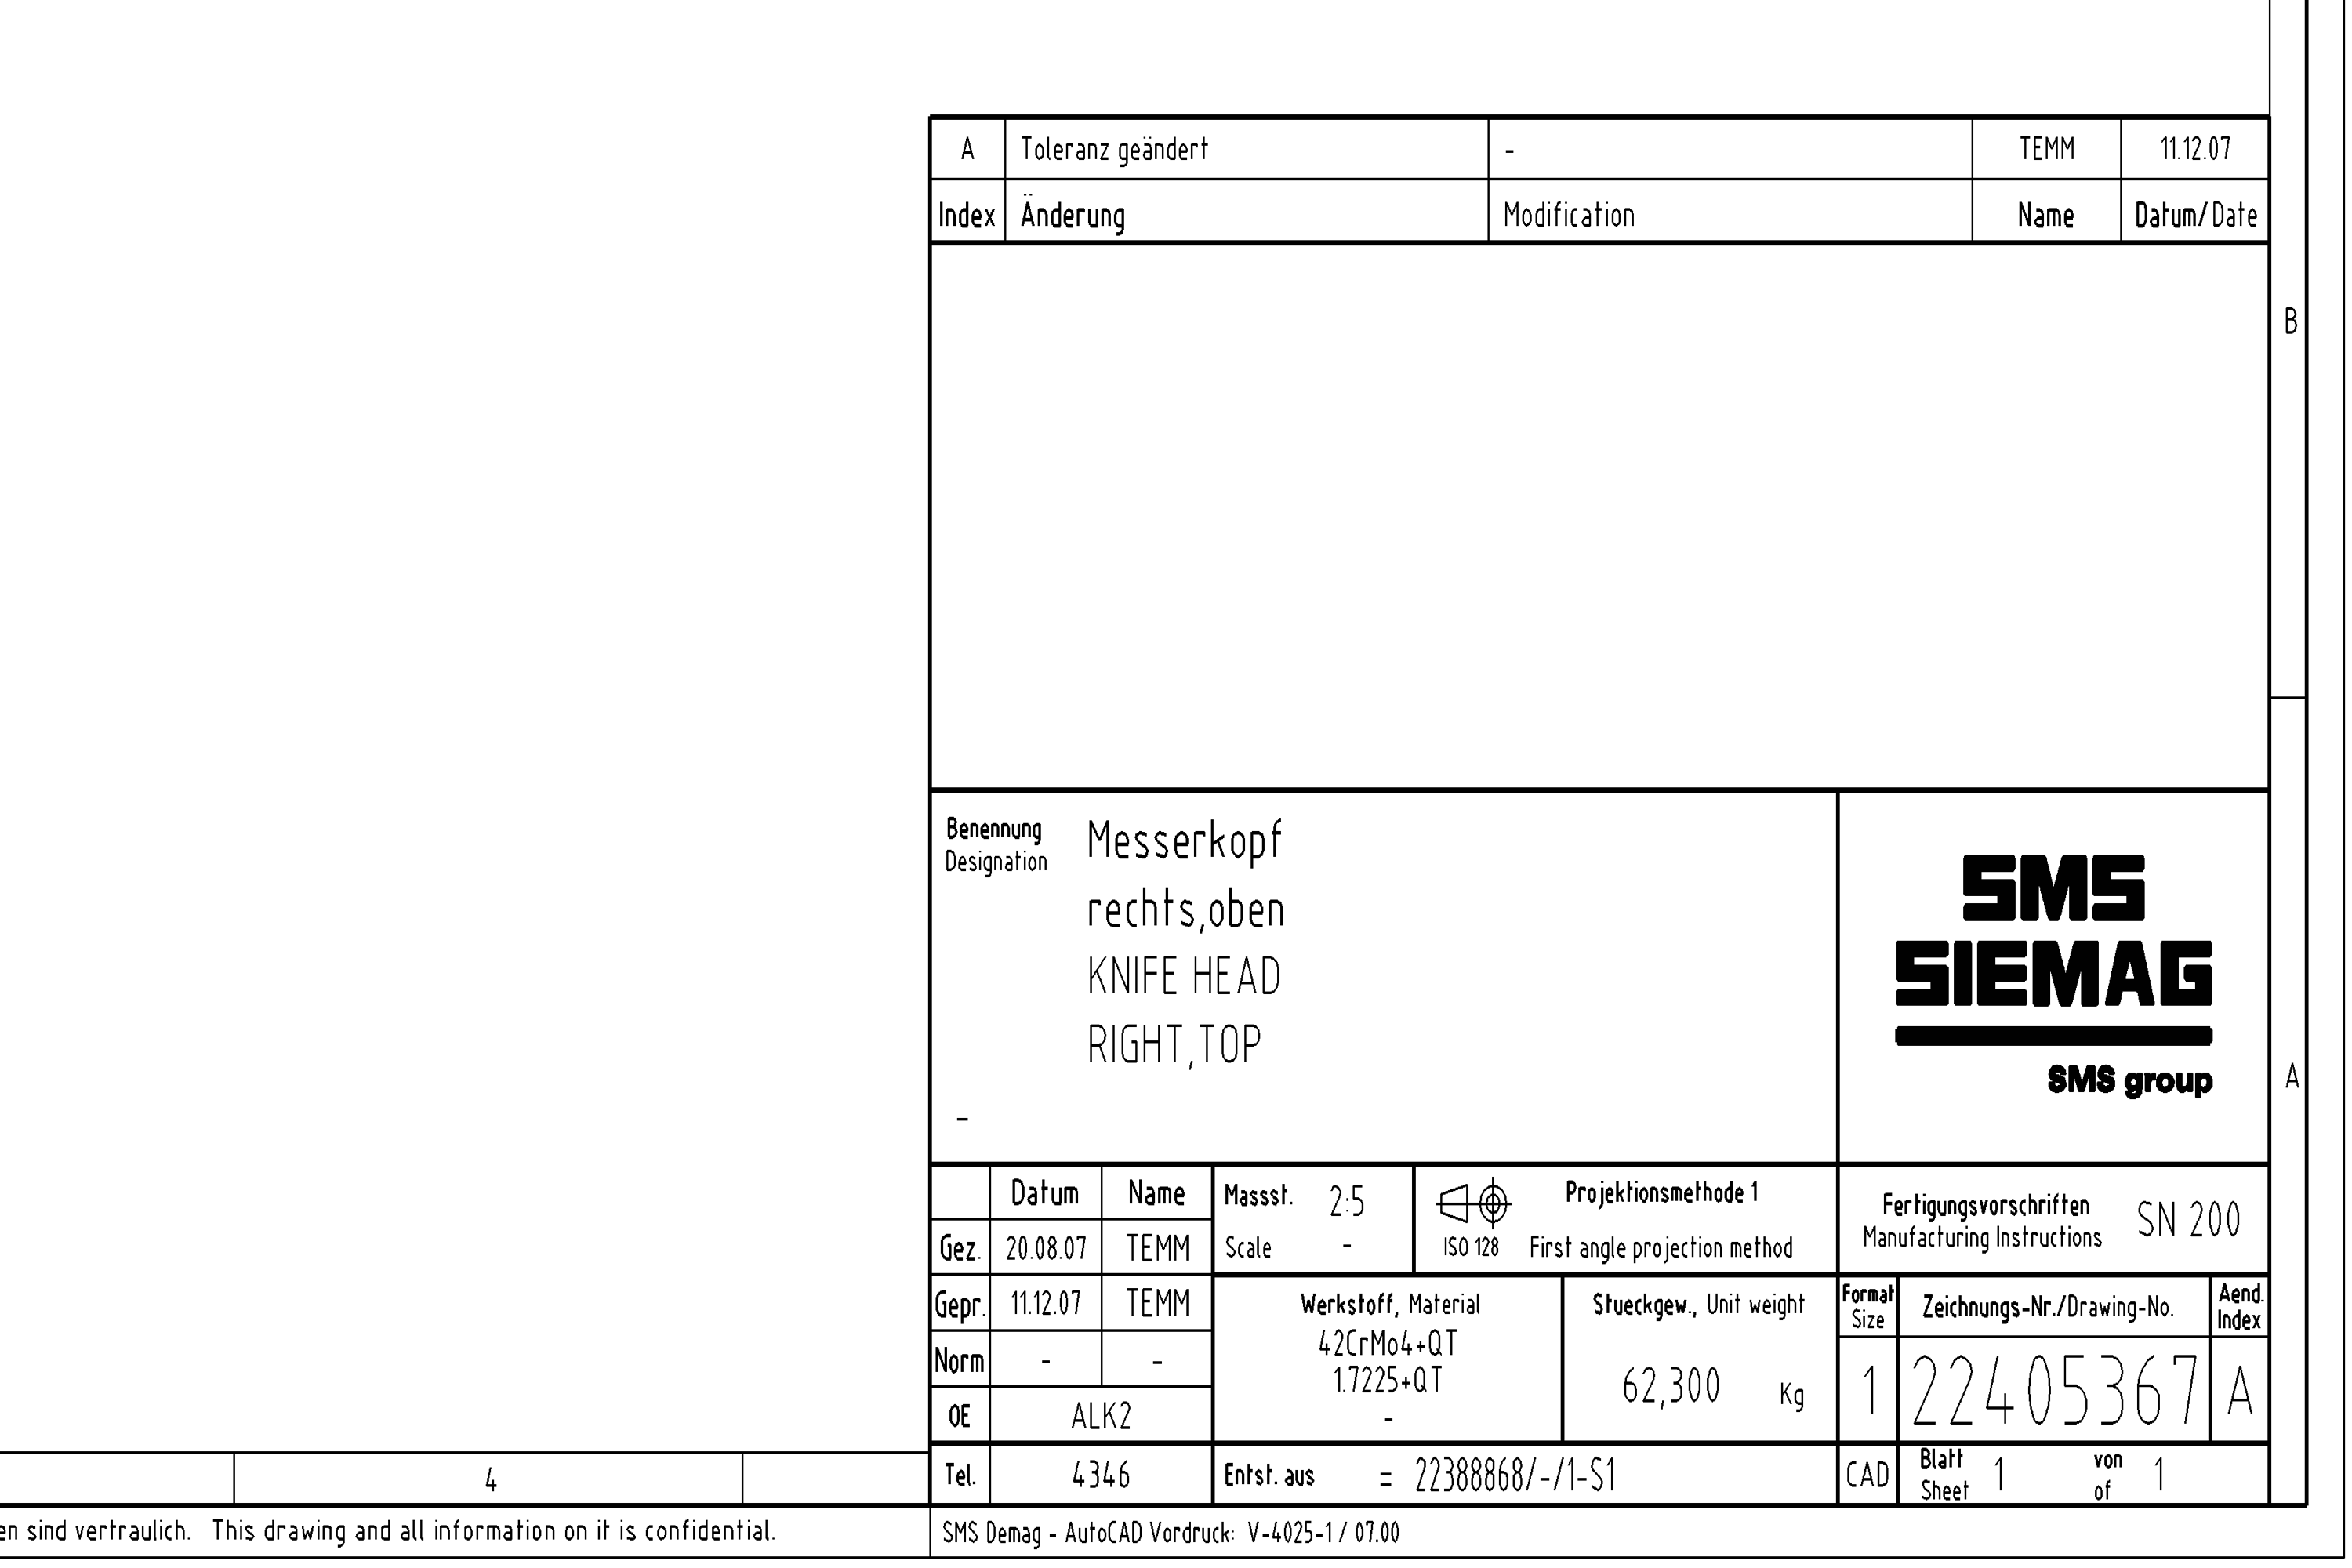 A Toleranz geändert - TEMM 11.12.07
Index Änderung Modification Name Datum/Date
B
Benennung Messerkopf
Designation
rechts,oben
KNIFE HEAD
RIGHT,TOP
-
SMS
SIEMAG
SMS group
A
Datum Name
Gez. 20.08.07 TEMM
Gepr. 11.12.07 TEMM
Norm - -
OE ALK2
Tel. 4346
Massst. 2:5
Scale -
ISO 128
Projektionsmethode 1
First angle projection method
Fertigungsvorschriften SN 200
Manufacturing Instructions
Werkstoff, Material
42CrMo4+QT
1.7225+QT
-
Stueckgew., Unit weight
62,300 Kg
Format
Size
1
Zeichnungs-Nr./Drawing-No.
22405367
Aend.
Index
A
Entst. aus = 22388868/-/1-S1
CAD
Blatt 1 von 1
Sheet of
4
en sind vertraulich. This drawing and all information on it is confidential.
SMS Demag - AutoCAD Vordruck: V-4025-1 / 07.00